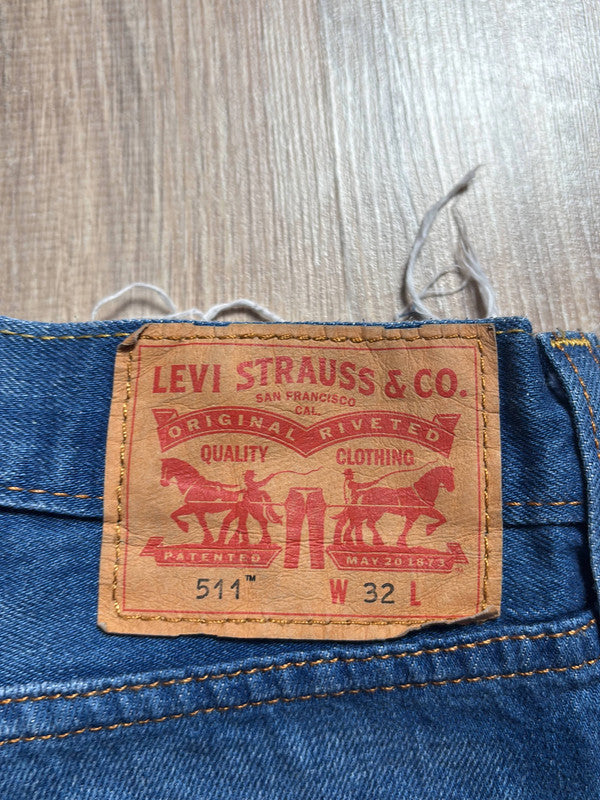 LEVI STRAUSS & CO.
SAN FRANCISCO
CAL.
ORIGINAL RIVETED
QUALITY CLOTHING
PATENTED MAY 20 1873
511™ W 32 L